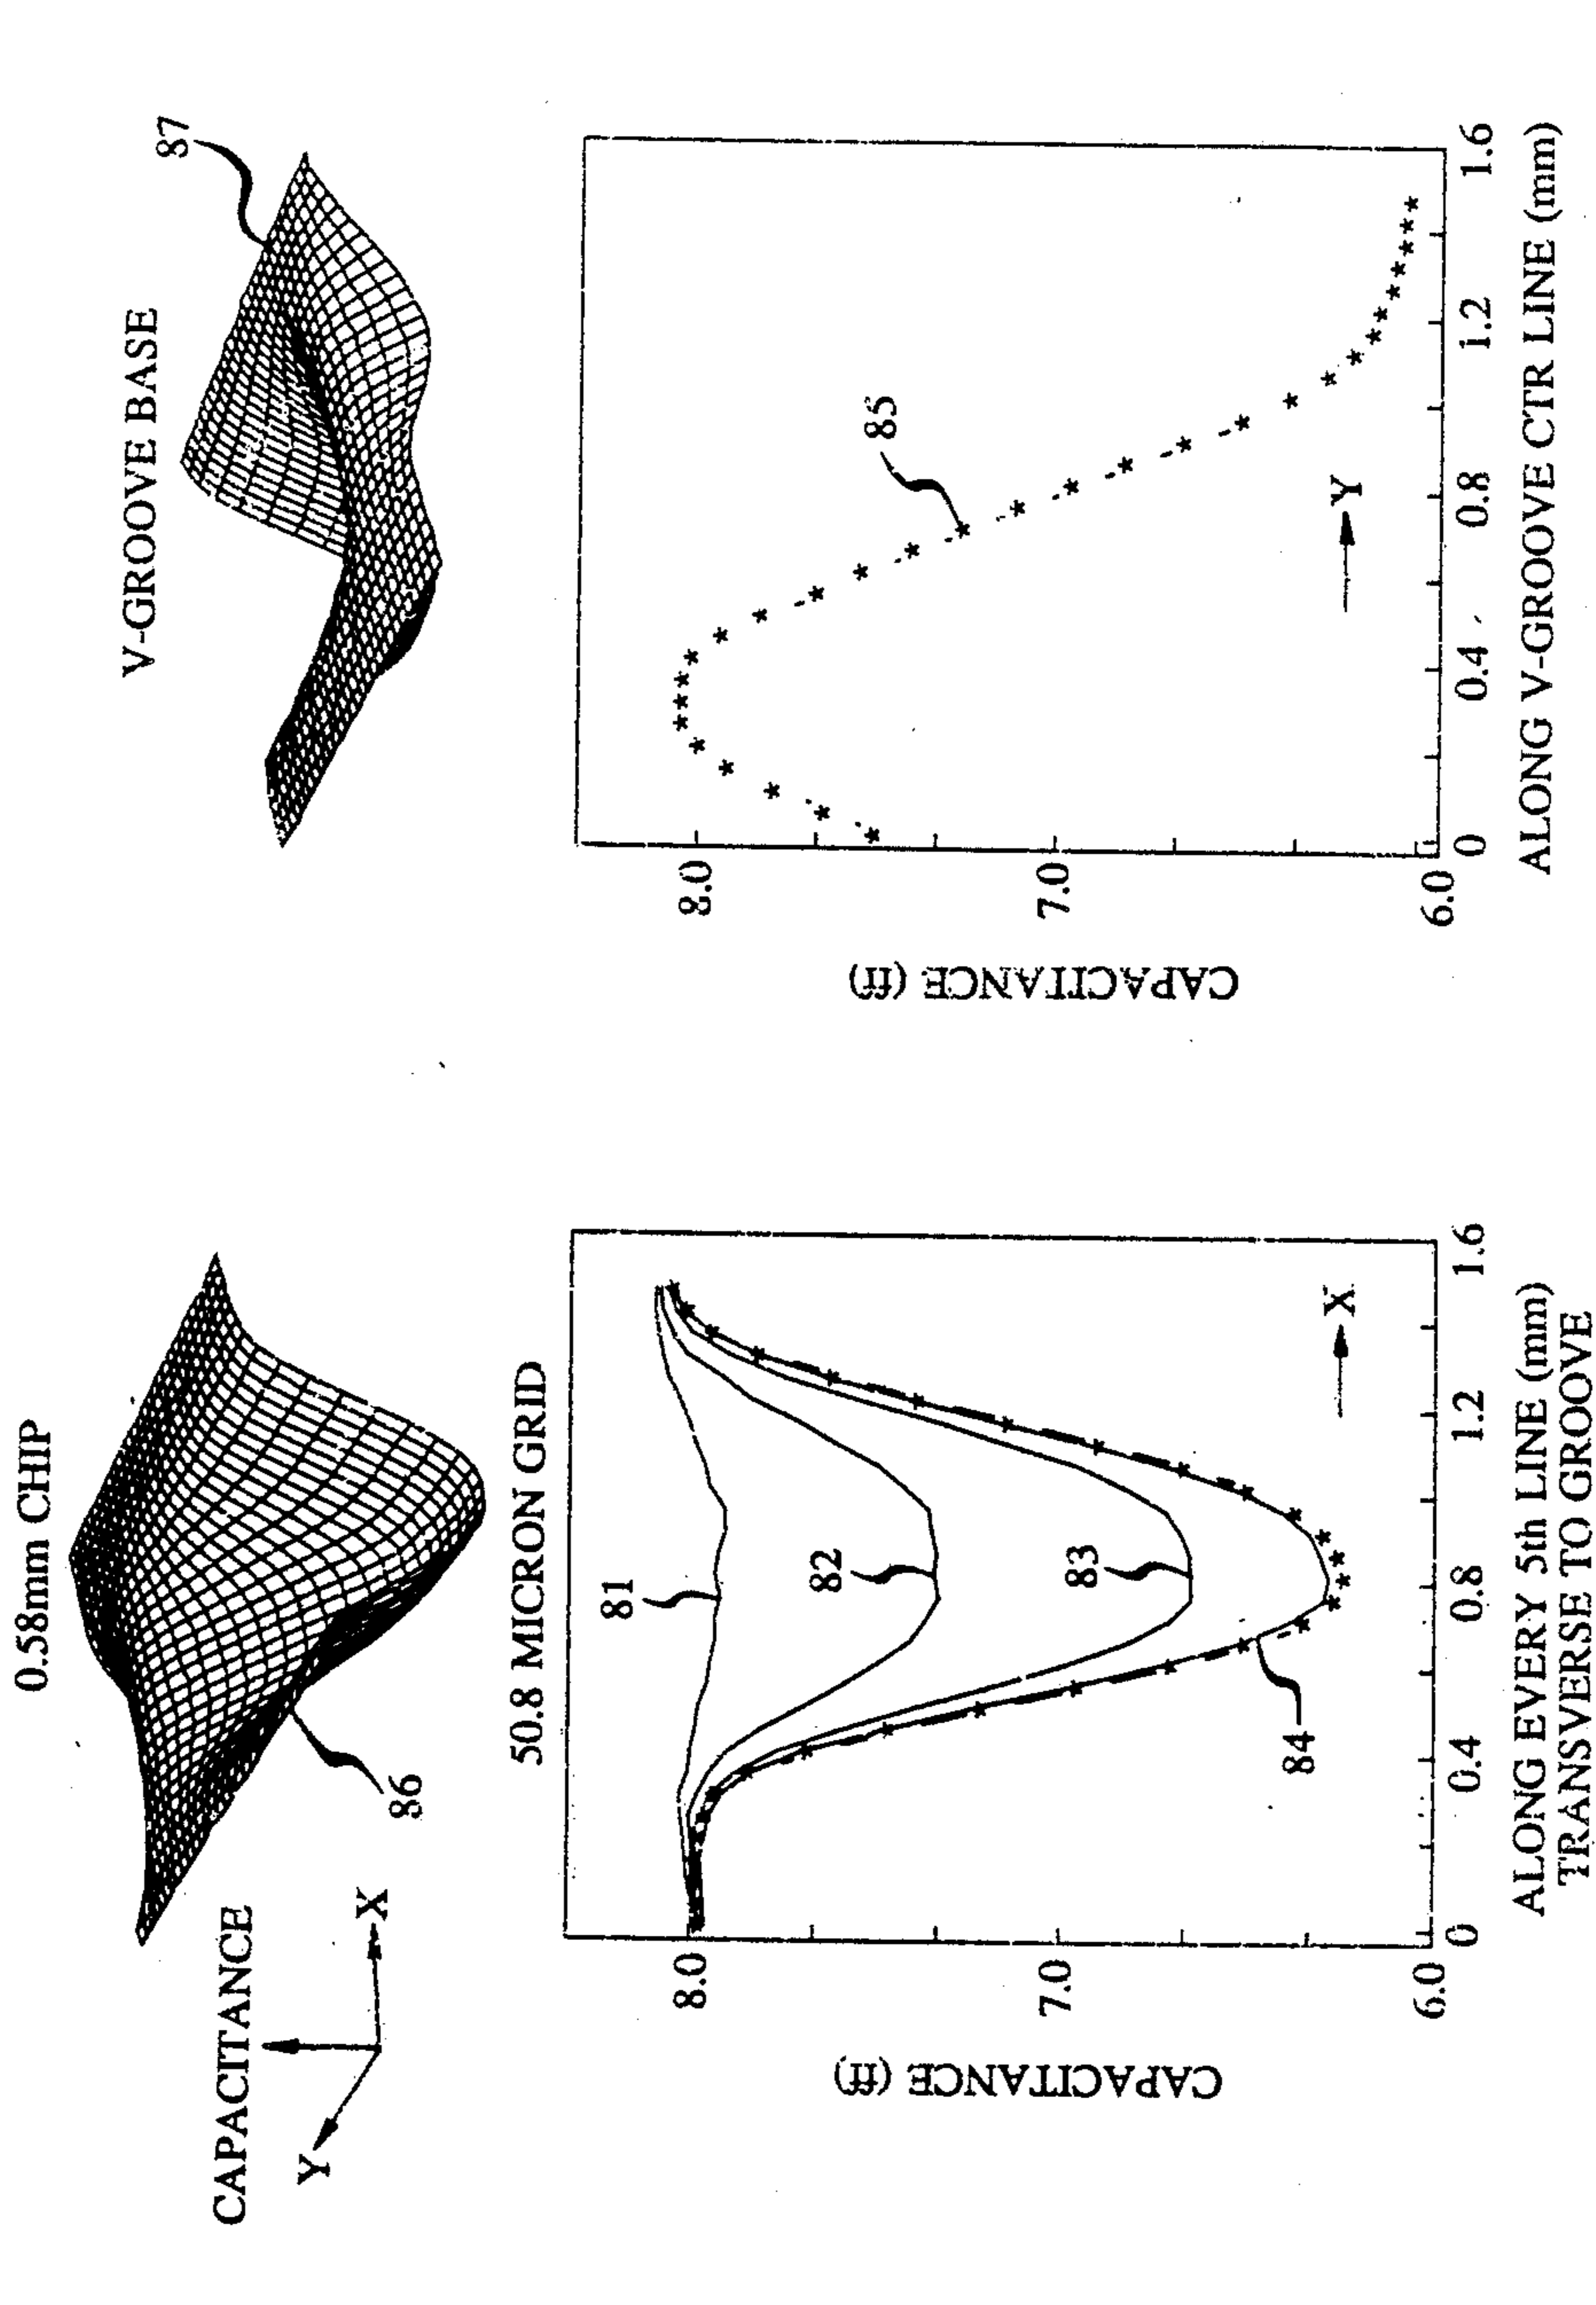 0.58mm CHIP
CAPACITANCE
Y
X
86
50.8 MICRON GRID
CAPACITANCE (ff)
8.0
7.0
6.0
81
82
83
84
X
0
0.4
0.8
1.2
1.6
ALONG EVERY 5th LINE (mm)
TRANSVERSE TO GROOVE
V-GROOVE BASE
87
CAPACITANCE (ff)
8.0
7.0
6.0
85
Y
0
0.4
0.8
1.2
1.6
ALONG V-GROOVE CTR LINE (mm)